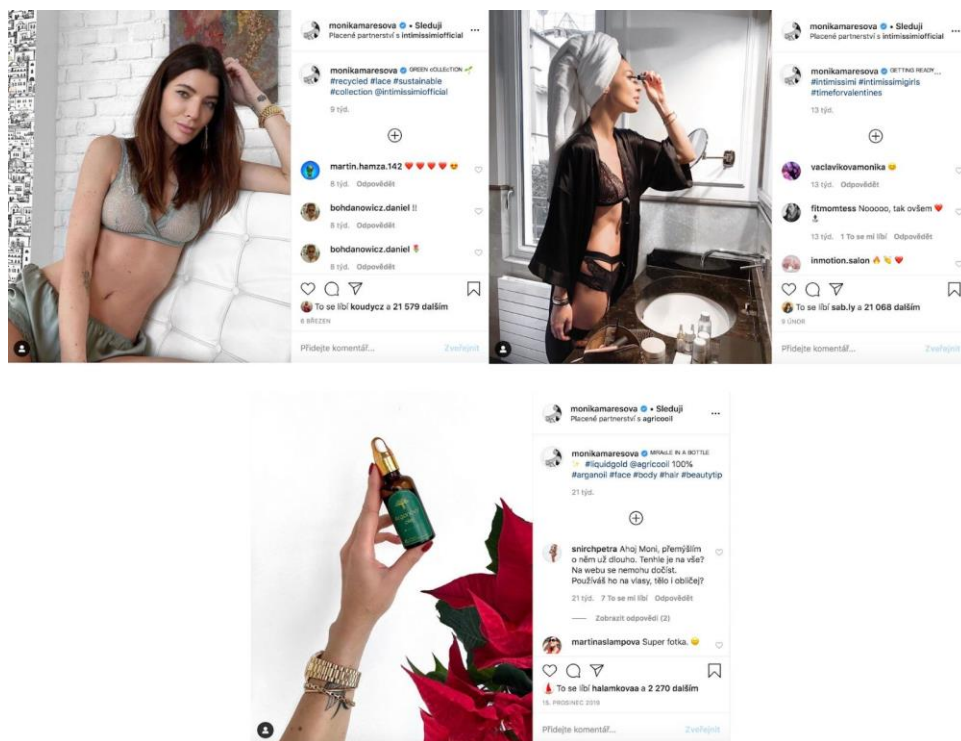 monikamaresova • Sleduji
Placené partnerství s intimissimiofficial
monikamaresova GREEN COLLECTION
#recycled #lace #sustainable
#collection @intimissimiofficial
9 týd.
martin.hamza.142 ❤️❤️❤️❤️😍
8 týd. Odpovědět
bohdanowicz.daniel !!
8 týd. Odpovědět
bohdanowicz.daniel 🌷
8 týd. Odpovědět
To se líbí koudycz a 21 579 dalším
6 BŘEZEN
Přidejte komentář... Zveřejnit
monikamaresova • Sleduji
Placené partnerství s intimissimiofficial
monikamaresova GETTING READY...
#intimissimi #intimissimigirls
#timeforvalentines
13 týd.
vaclavikovamonika 😊
13 týd. Odpovědět
fitmomtess Nooooo, tak ovšem ❤️
13 týd. 1 To se mi líbí Odpovědět
inmotion.salon 🔥👏❤️
To se líbí sab.ly a 21 068 dalším
9 ÚNOR
Přidejte komentář... Zveřejnit
monikamaresova • Sleduji
Placené partnerství s agricooil
monikamaresova MIRACLE IN A BOTTLE
✨ #liquidgold @agricooil 100%
#arganoil #face #body #hair #beautytip
21 týd.
snirchpetra Ahoj Moni, přemýšlím
o něm už dlouho. Tenhle je na vše?
Na webu se nemohu dočíst.
Používáš ho na vlasy, tělo i obličej?
21 týd. 7 To se mi líbí Odpovědět
Zobrazit odpovědi (2)
martinaslampova Super fotka. 😊
To se líbí halamkovaa a 2 270 dalším
Přidejte komentář... Zveřejnit